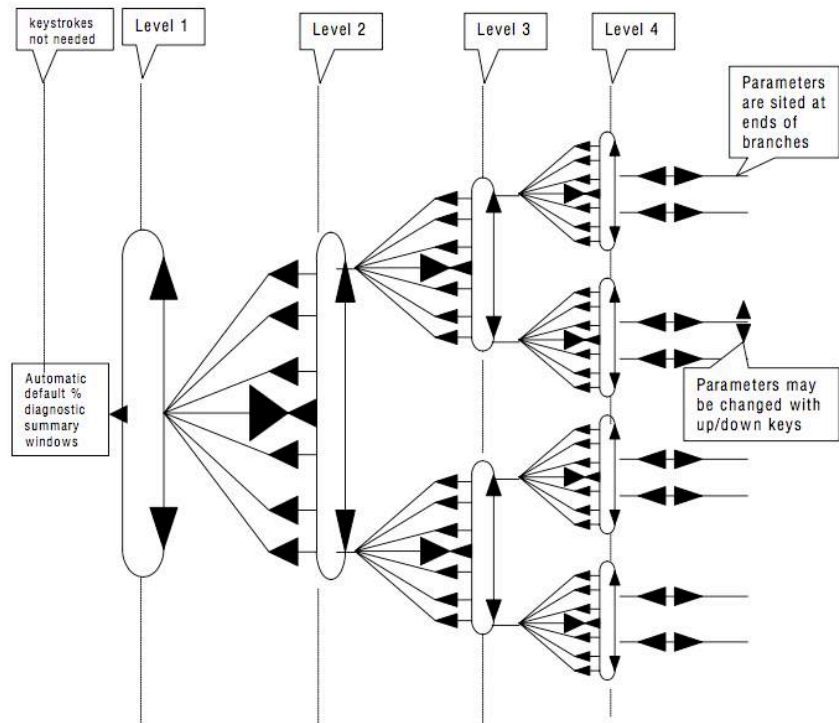 keystrokes
not needed
Level 1
Level 2
Level 3
Level 4
Parameters
are sited at
ends of
branches
Automatic
default %
diagnostic
summary
windows
Parameters may
be changed with
up/down keys